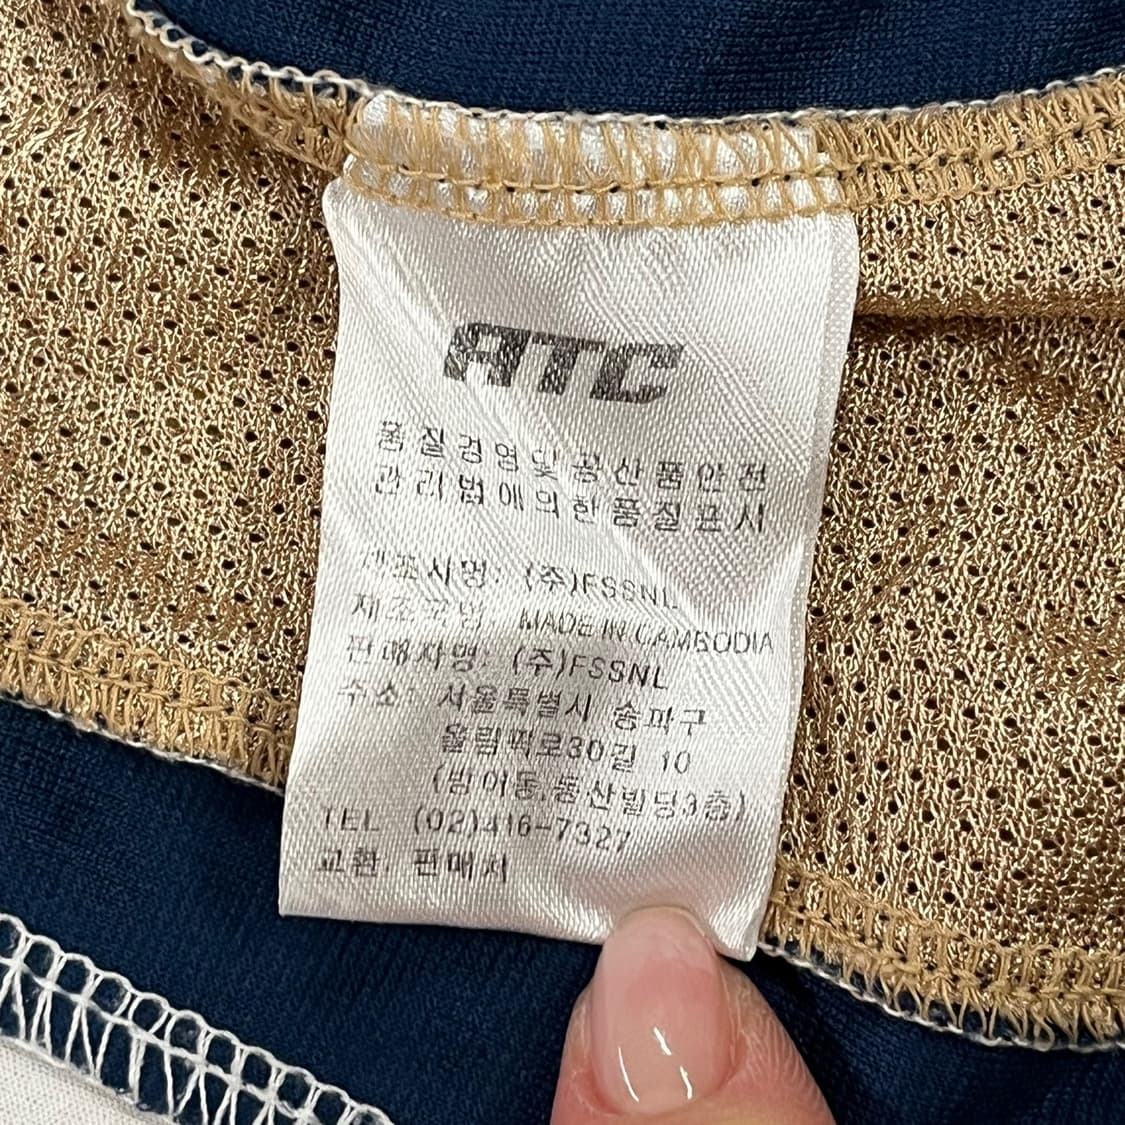 ATC
품질경영및공산품안전
관리법에의한품질표시
제조사명: (주)FSSNL
제조국명: MADE IN CAMBODIA
판매자명: (주)FSSNL
주소: 서울특별시 송파구
올림픽로30길 10
(방이동,동산빌딩3층)
TEL (02)416-7327
교환: 판매처